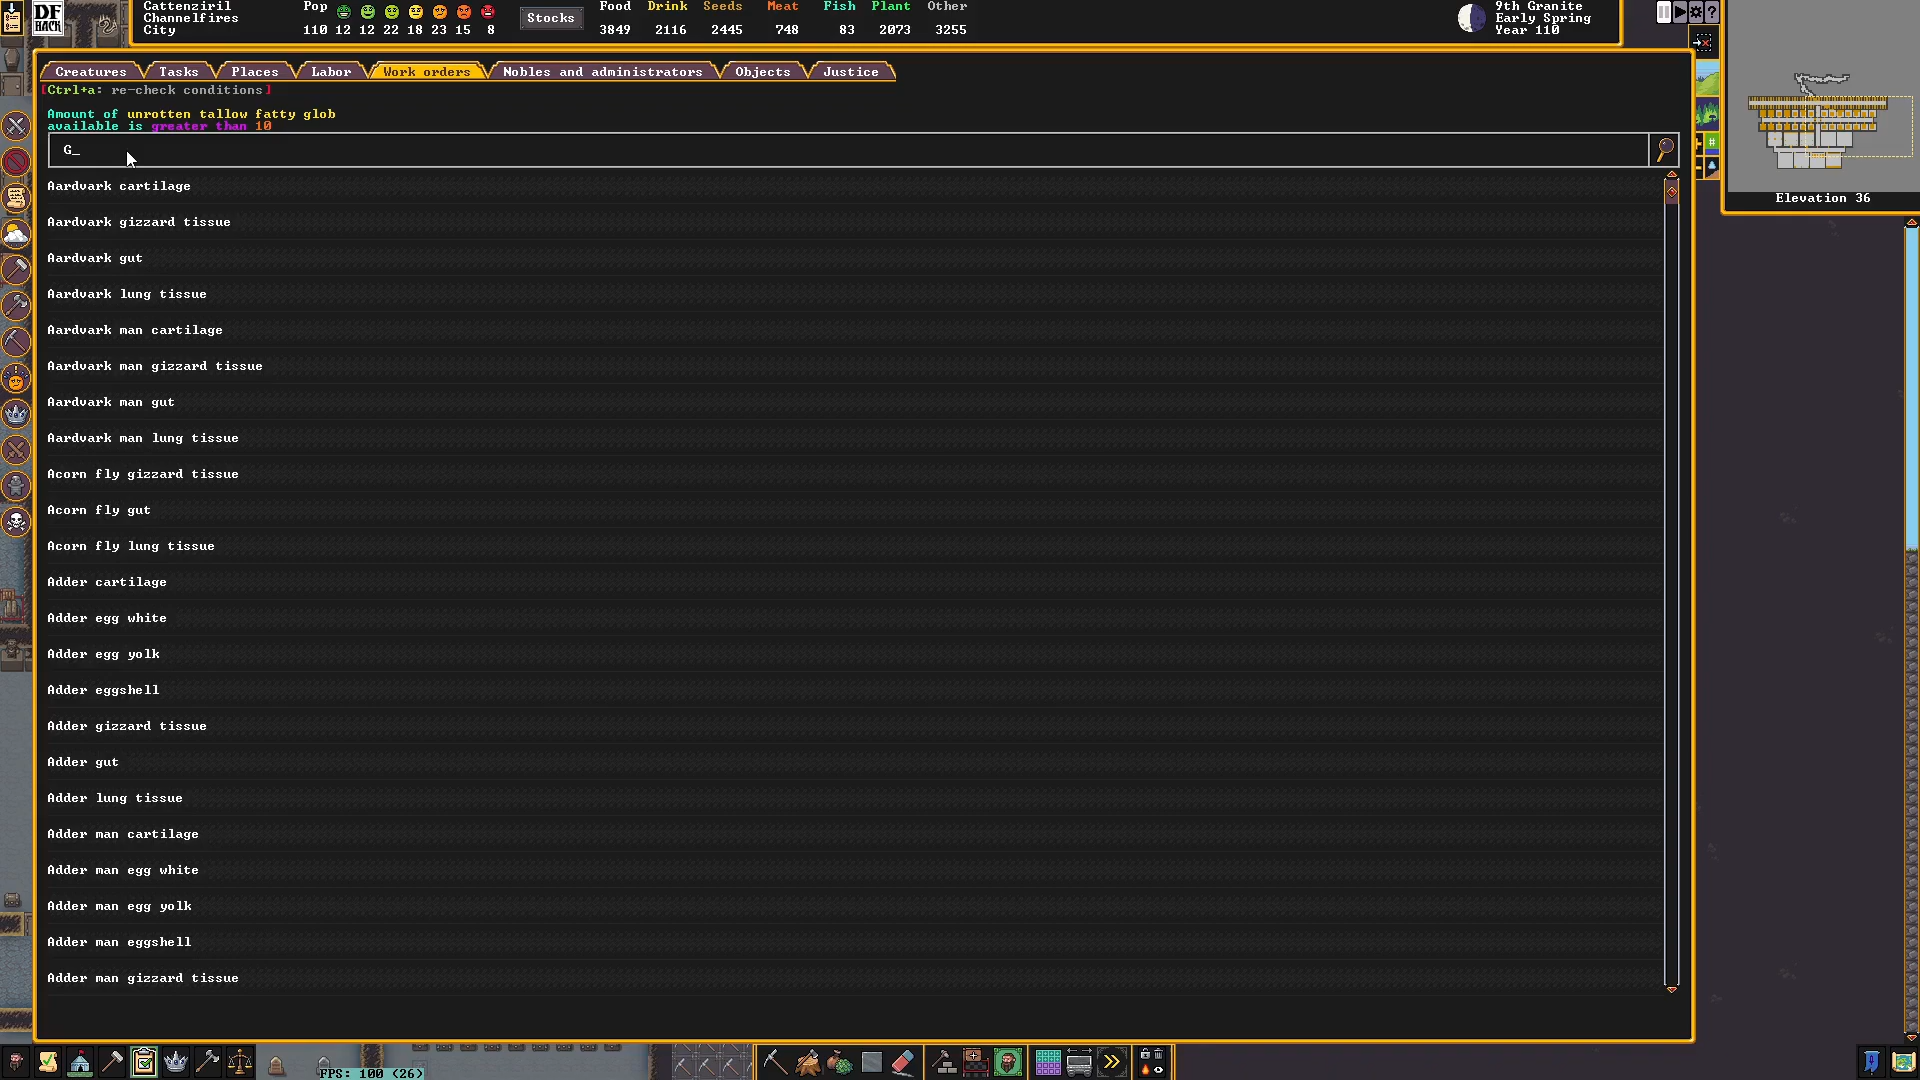 DF
HACK
Cattenziril
Channelfires
City
Pop
110 12 12 22 18 23 15 8
Stocks
Food Drink Seeds Meat Fish Plant Other
3849 2116 2445 748 83 2073 3255
9th Granite
Early Spring
Year 110
Creatures Tasks Places Labor Work orders Nobles and administrators Objects Justice
[Ctrl+a: re-check conditions]
Amount of unrotten tallow fatty glob
available is greater than 10
G_
Aardvark cartilage
Aardvark gizzard tissue
Aardvark gut
Aardvark lung tissue
Aardvark man cartilage
Aardvark man gizzard tissue
Aardvark man gut
Aardvark man lung tissue
Acorn fly gizzard tissue
Acorn fly gut
Acorn fly lung tissue
Adder cartilage
Adder egg white
Adder egg yolk
Adder eggshell
Adder gizzard tissue
Adder gut
Adder lung tissue
Adder man cartilage
Adder man egg white
Adder man egg yolk
Adder man eggshell
Adder man gizzard tissue
Elevation 36
FPS: 100 (26)